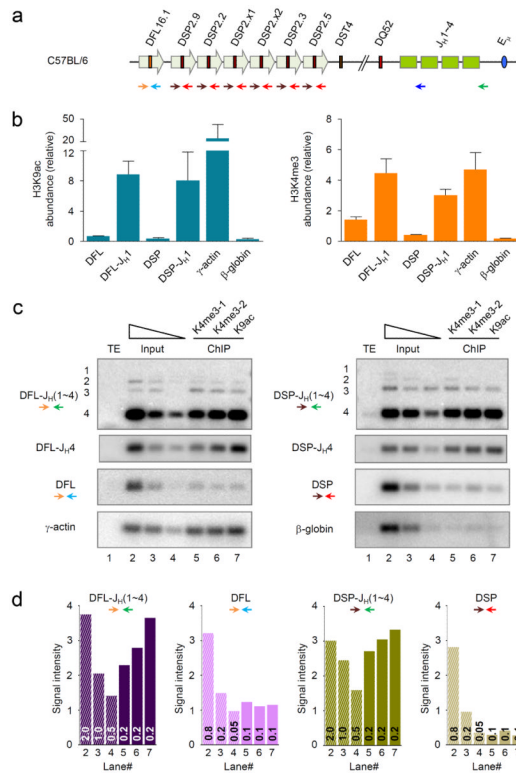 a
DFL16.1
DSP2.9
DSP2.2
DSP2.x1
DSP2.x2
DSP2.3
DSP2.5
DST4
DQ52
JH1~4
Eμ
C57BL/6
b
H3K9ac
abundance (relative)
50
20
12
8
4
0
DFL
DFL-JH1
DSP
DSP-JH1
γ-actin
β-globin
H3K4me3
abundance (relative)
8
6
4
2
0
DFL
DFL-JH1
DSP
DSP-JH1
γ-actin
β-globin
c
TE
Input
K4me3-1
K4me3-2
K9ac
ChIP
DFL-JH(1~4)
1
2
3
4
DFL-JH4
DFL
γ-actin
1 2 3 4 5 6 7
TE
Input
K4me3-1
K4me3-2
K9ac
ChIP
DSP-JH(1~4)
1
2
3
4
DSP-JH4
DSP
β-globin
1 2 3 4 5 6 7
d
DFL-JH(1~4)
Signal intensity
4
3
2
1
0
2.0 1.0 0.5 0.2 0.2 0.2
2 3 4 5 6 7
Lane#
DFL
Signal intensity
4
3
2
1
0
0.8 0.2 0.05 0.1 0.1 0.1
2 3 4 5 6 7
Lane#
DSP-JH(1~4)
Signal intensity
4
3
2
1
0
2.0 1.0 0.5 0.2 0.2 0.2
2 3 4 5 6 7
Lane#
DSP
Signal intensity
4
3
2
1
0
0.8 0.2 0.05 0.1 0.1
2 3 4 5 6 7
Lane#